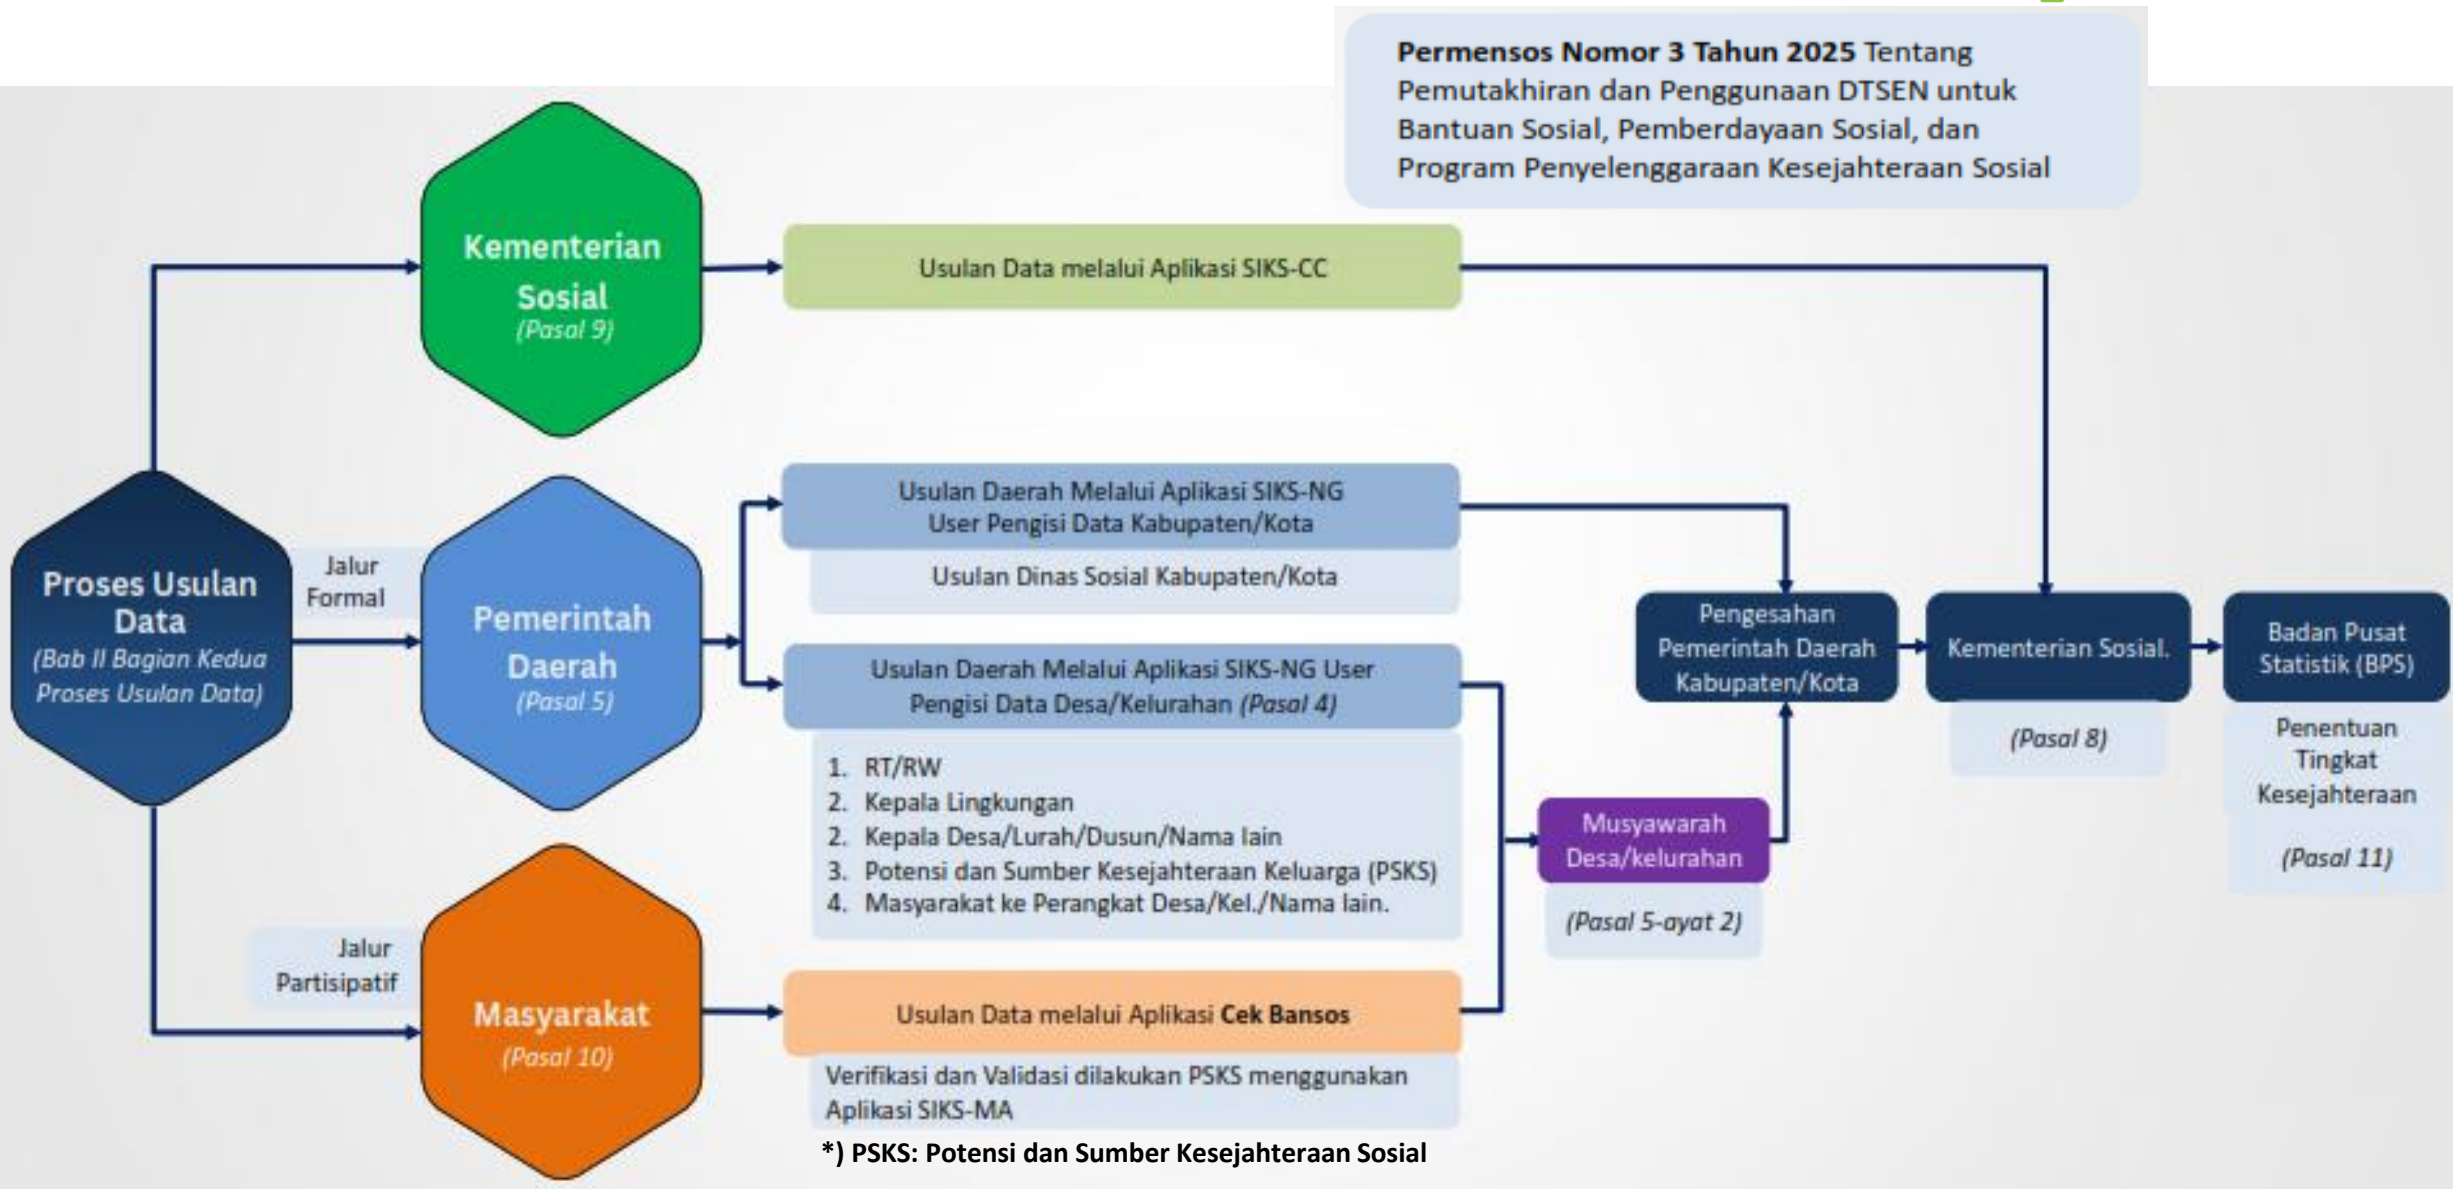 Permensos Nomor 3 Tahun 2025 Tentang
Pemutakhiran dan Penggunaan DTSEN untuk
Bantuan Sosial, Pemberdayaan Sosial, dan
Program Penyelenggaraan Kesejahteraan Sosial
Kementerian
Sosial
(Pasal 9)
Usulan Data melalui Aplikasi SIKS-CC
Proses Usulan
Data
(Bab II Bagian Kedua
Proses Usulan Data)
Jalur
Formal
Pemerintah
Daerah
(Pasal 5)
Usulan Daerah Melalui Aplikasi SIKS-NG
User Pengisi Data Kabupaten/Kota
Usulan Dinas Sosial Kabupaten/Kota
Usulan Daerah Melalui Aplikasi SIKS-NG User
Pengisi Data Desa/Kelurahan (Pasal 4)
1. RT/RW
2. Kepala Lingkungan
2. Kepala Desa/Lurah/Dusun/Nama lain
3. Potensi dan Sumber Kesejahteraan Keluarga (PSKS)
4. Masyarakat ke Perangkat Desa/Kel./Nama lain.
Jalur
Partisipatif
Masyarakat
(Pasal 10)
Usulan Data melalui Aplikasi Cek Bansos
Verifikasi dan Validasi dilakukan PSKS menggunakan
Aplikasi SIKS-MA
*) PSKS: Potensi dan Sumber Kesejahteraan Sosial
Musyawarah
Desa/kelurahan
(Pasal 5-ayat 2)
Pengesahan
Pemerintah Daerah
Kabupaten/Kota
Kementerian Sosial.
(Pasal 8)
Badan Pusat
Statistik (BPS)
Penentuan
Tingkat
Kesejahteraan
(Pasal 11)